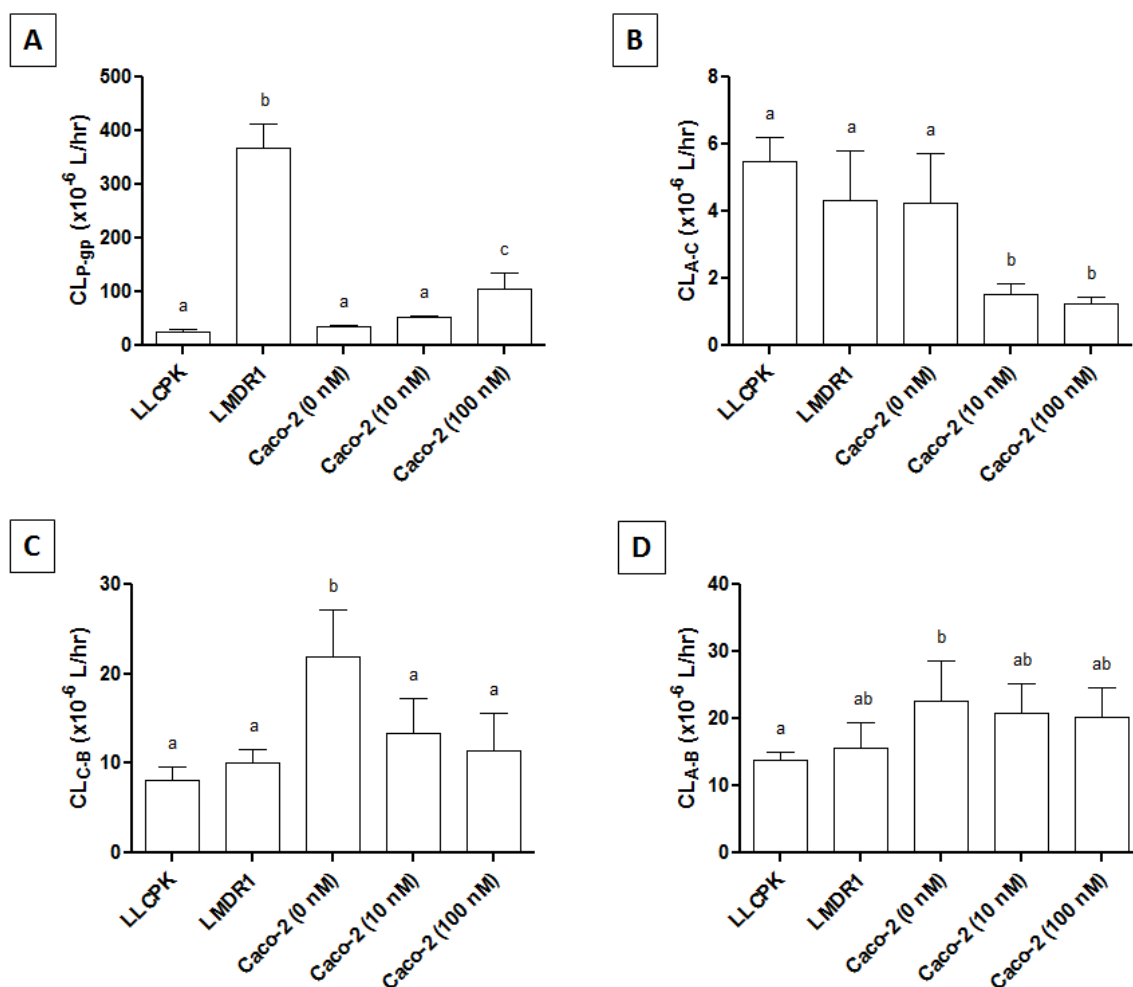 A
CLP-gp (x10-6 L/hr)
500
400
300
200
100
0
a
b
a
a
c
LLCPK
LMDR1
Caco-2 (0 nM)
Caco-2 (10 nM)
Caco-2 (100 nM)
B
CLA-C (x10-6 L/hr)
8
6
4
2
0
a
a
a
b
b
LLCPK
LMDR1
Caco-2 (0 nM)
Caco-2 (10 nM)
Caco-2 (100 nM)
C
CLC-B (x10-6 L/hr)
30
20
10
0
a
a
b
a
a
LLCPK
LMDR1
Caco-2 (0 nM)
Caco-2 (10 nM)
Caco-2 (100 nM)
D
CLA-B (x10-6 L/hr)
40
30
20
10
0
a
ab
b
ab
ab
LLCPK
LMDR1
Caco-2 (0 nM)
Caco-2 (10 nM)
Caco-2 (100 nM)